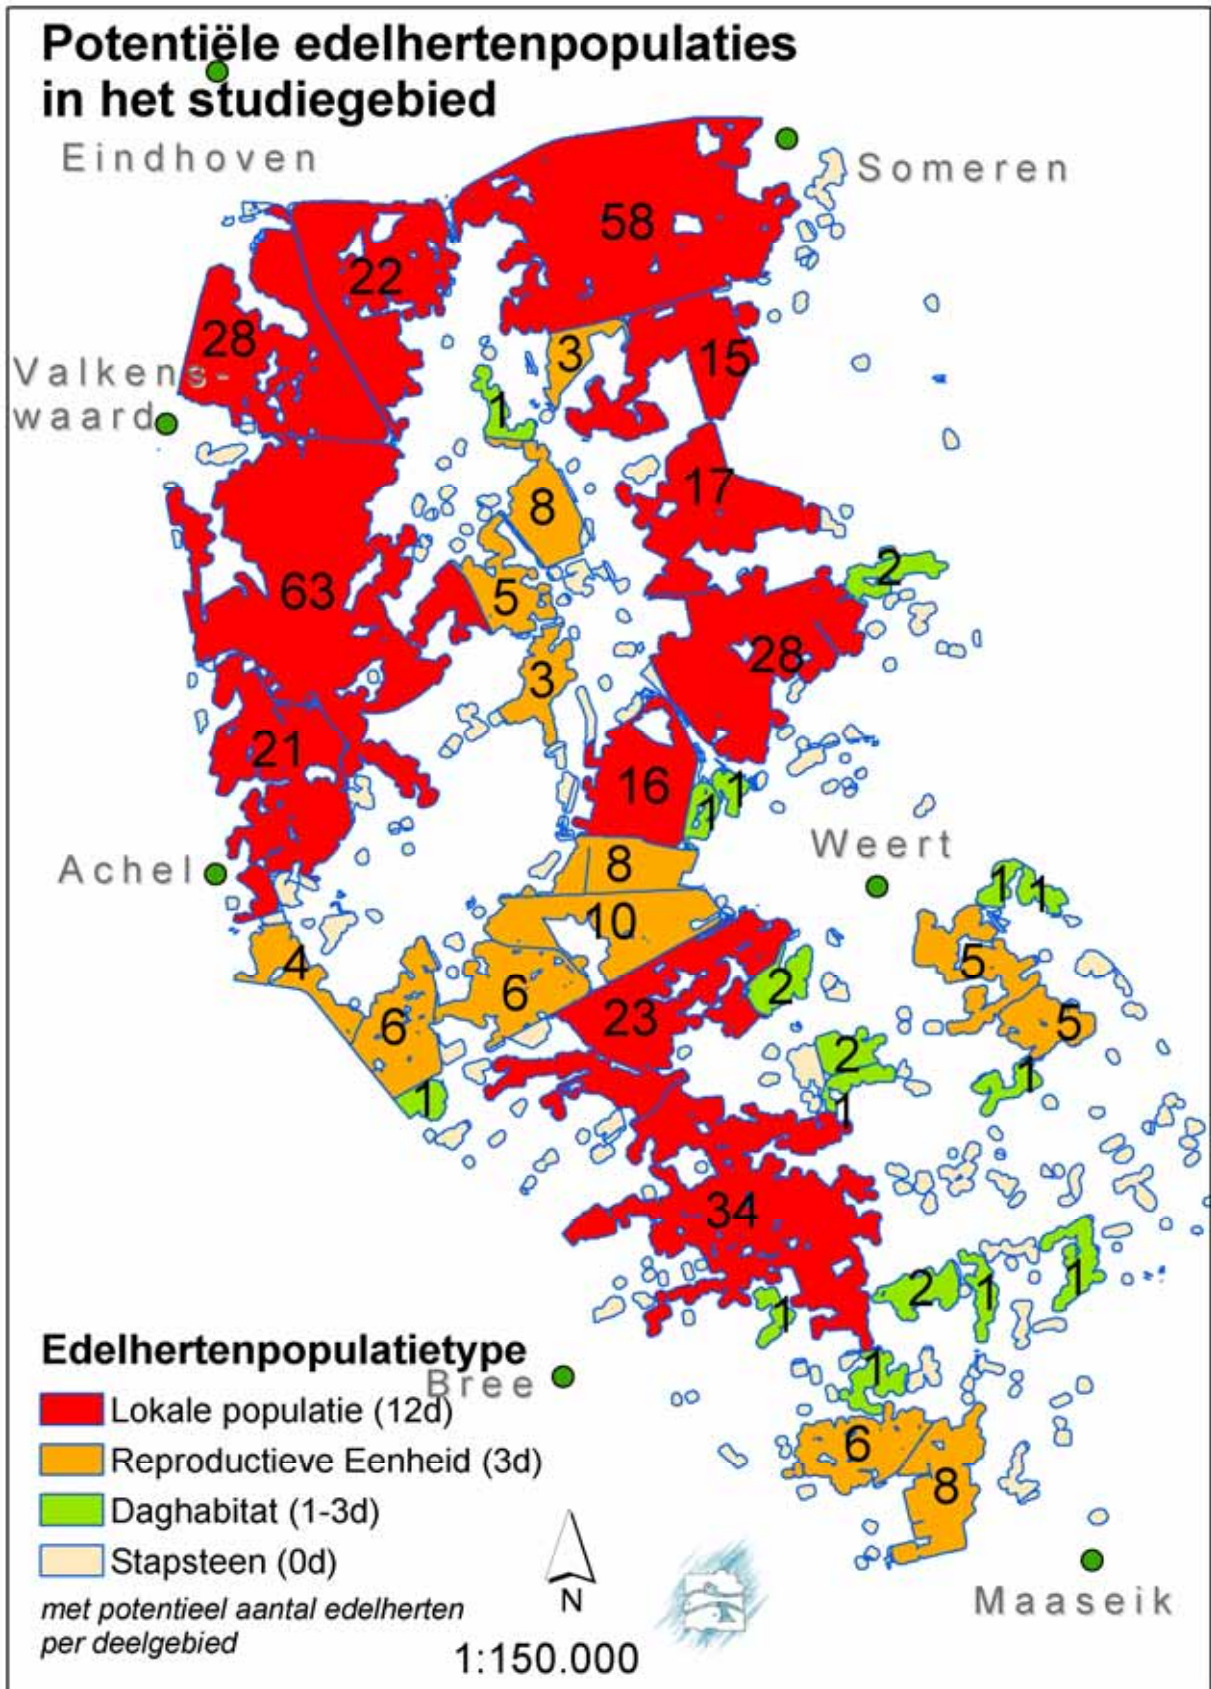 Potentiële edelhertenpopulaties
in het studiegebied
Eindhoven
Someren
58
22
28
3
15
Valkens-
waard
1
17
8
2
63
5
28
3
21
16
1
1
Weert
Achel
8
1
1
10
4
5
6
2
23
6
5
2
1
1
1
34
2
1
1
1
Edelhertenpopulatietype
1
Bree
Lokale populatie (12d)
6
Reproductieve Eenheid (3d)
8
Daghabitat (1-3d)
Stapsteen (0d)
N
Maaseik
met potentieel aantal edelherten
per deelgebied
1:150.000